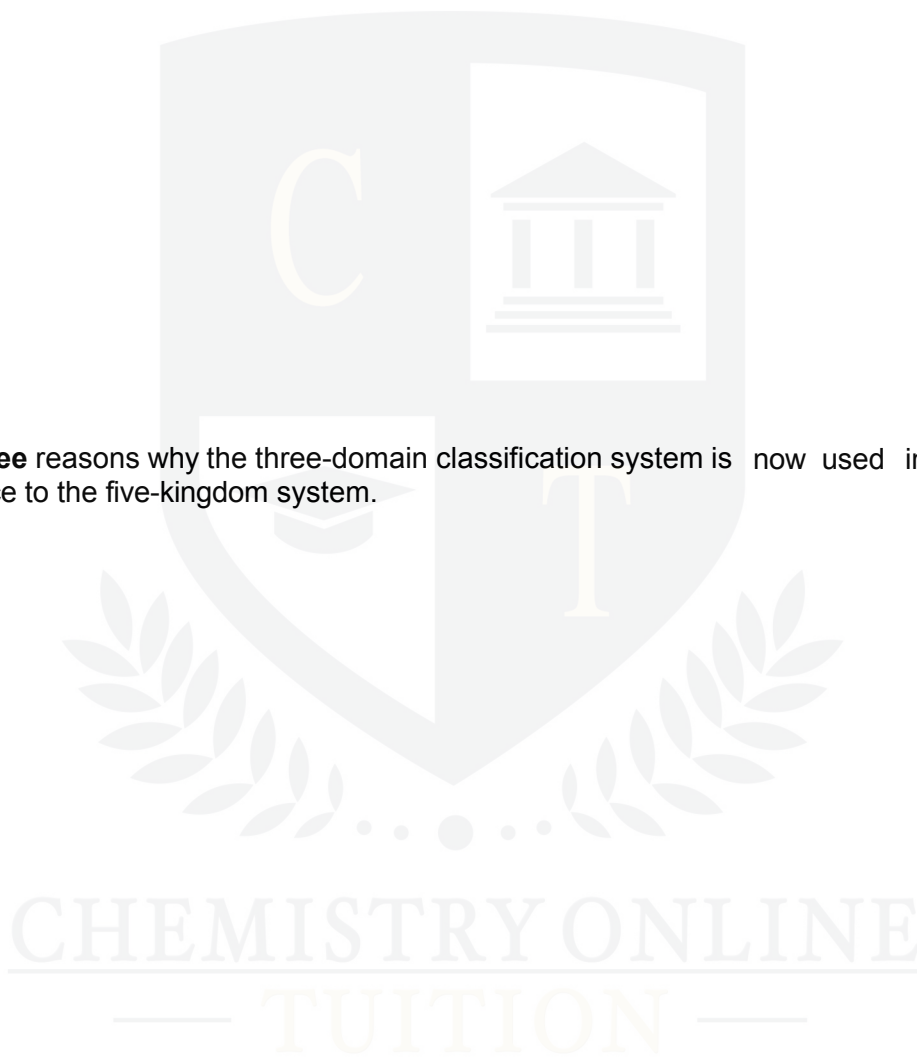 C
ee reasons why the three-domain classification system is now used in
ce to the five-kingdom system.
T
CHEMISTRY ONLINE
— TUITION —